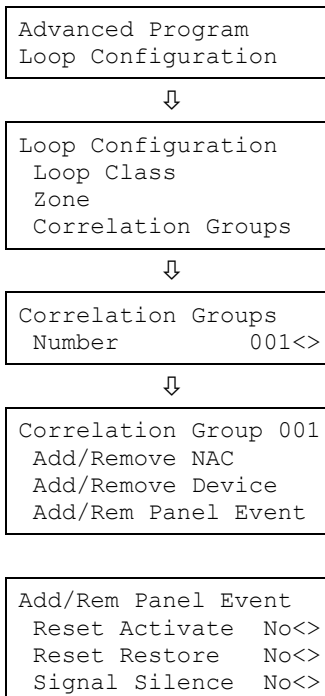 Advanced Program
Loop Configuration
⇩
Loop Configuration
Loop Class
Zone
Correlation Groups
⇩
Correlation Groups
Number 001<>
⇩
Correlation Group 001
Add/Remove NAC
Add/Remove Device
Add/Rem Panel Event
Add/Rem Panel Event
Reset Activate No<>
Reset Restore No<>
Signal Silence No<>